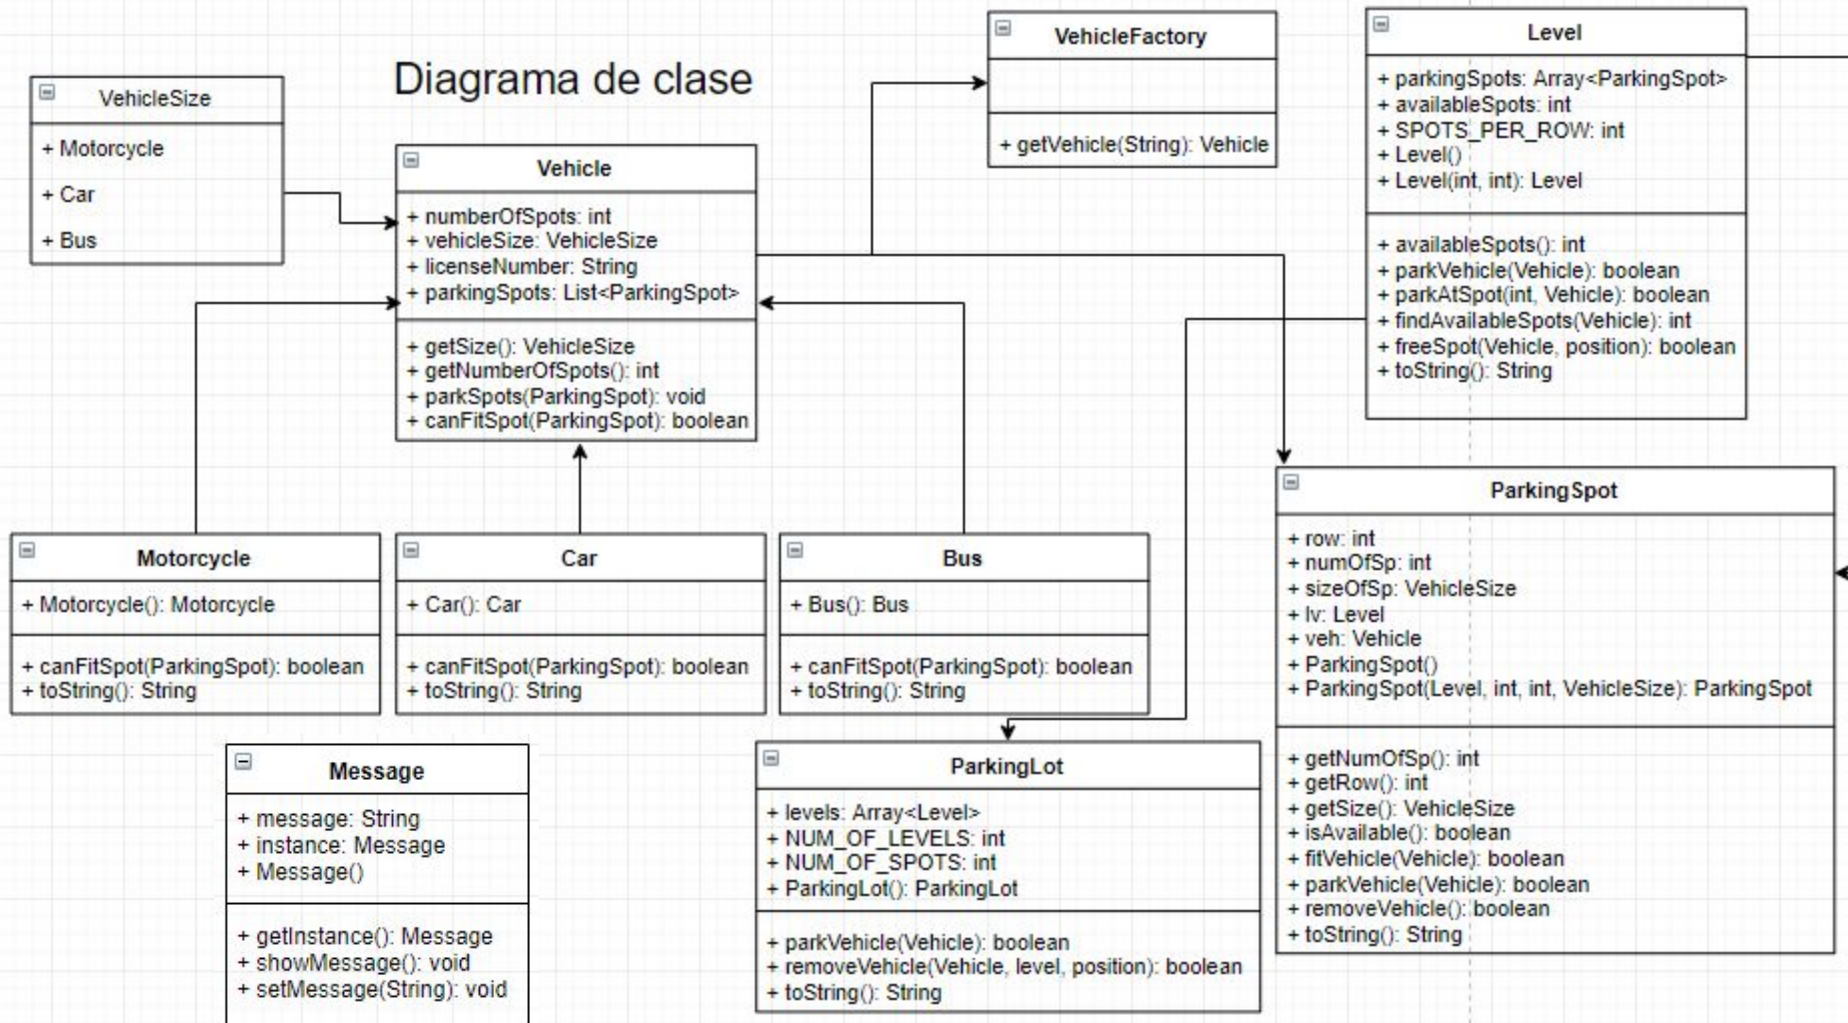 Diagrama de clase
VehicleSize
+ Motorcycle
+ Car
+ Bus
Vehicle
+ numberOfSpots: int
+ vehicleSize: VehicleSize
+ licenseNumber: String
+ parkingSpots: List<ParkingSpot>
+ getSize(): VehicleSize
+ getNumberOfSpots(): int
+ parkSpots(ParkingSpot): void
+ canFitSpot(ParkingSpot): boolean
VehicleFactory
+ getVehicle(String): Vehicle
Level
+ parkingSpots: Array<ParkingSpot>
+ availableSpots: int
+ SPOTS_PER_ROW: int
+ Level()
+ Level(int, int): Level
+ availableSpots(): int
+ parkVehicle(Vehicle): boolean
+ parkAtSpot(int, Vehicle): boolean
+ findAvailableSpots(Vehicle): int
+ freeSpot(Vehicle, position): boolean
+ toString(): String
Motorcycle
+ Motorcycle(): Motorcycle
+ canFitSpot(ParkingSpot): boolean
+ toString(): String
Car
+ Car(): Car
+ canFitSpot(ParkingSpot): boolean
+ toString(): String
Bus
+ Bus(): Bus
+ canFitSpot(ParkingSpot): boolean
+ toString(): String
ParkingSpot
+ row: int
+ numOfSp: int
+ sizeOfSp: VehicleSize
+ lv: Level
+ veh: Vehicle
+ ParkingSpot()
+ ParkingSpot(Level, int, int, VehicleSize): ParkingSpot
+ getNumOfSp(): int
+ getRow(): int
+ getSize(): VehicleSize
+ isAvailable(): boolean
+ fitVehicle(Vehicle): boolean
+ parkVehicle(Vehicle): boolean
+ removeVehicle(): boolean
+ toString(): String
Message
+ message: String
+ instance: Message
+ Message()
+ getInstance(): Message
+ showMessage(): void
+ setMessage(String): void
ParkingLot
+ levels: Array<Level>
+ NUM_OF_LEVELS: int
+ NUM_OF_SPOTS: int
+ ParkingLot(): ParkingLot
+ parkVehicle(Vehicle): boolean
+ removeVehicle(Vehicle, level, position): boolean
+ toString(): String